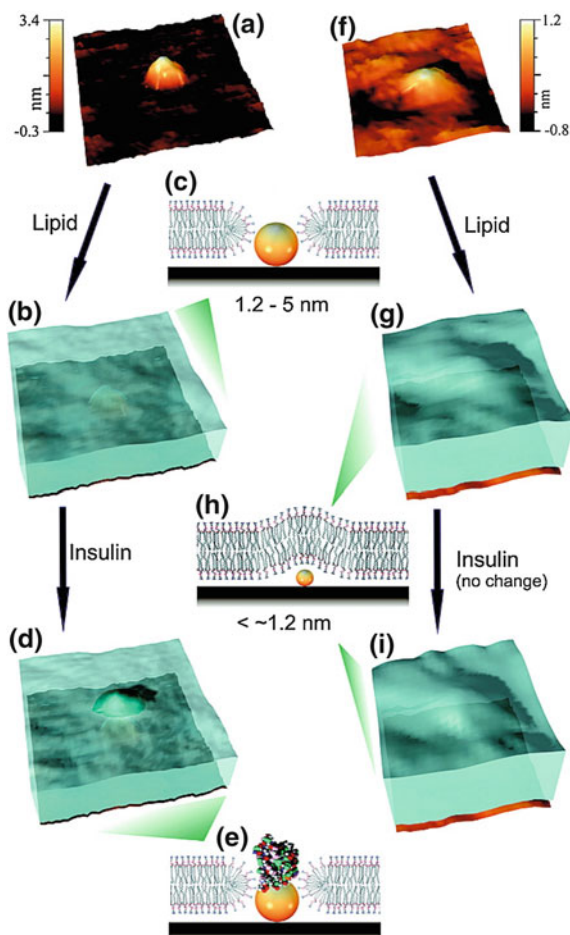 (a)
3.4
nm
-0.3
(f)
1.2
nm
-0.8
Lipid
(c)
Lipid
1.2 - 5 nm
(b)
(g)
(h)
Insulin
Insulin
(no change)
< ~1.2 nm
(d)
(i)
(e)